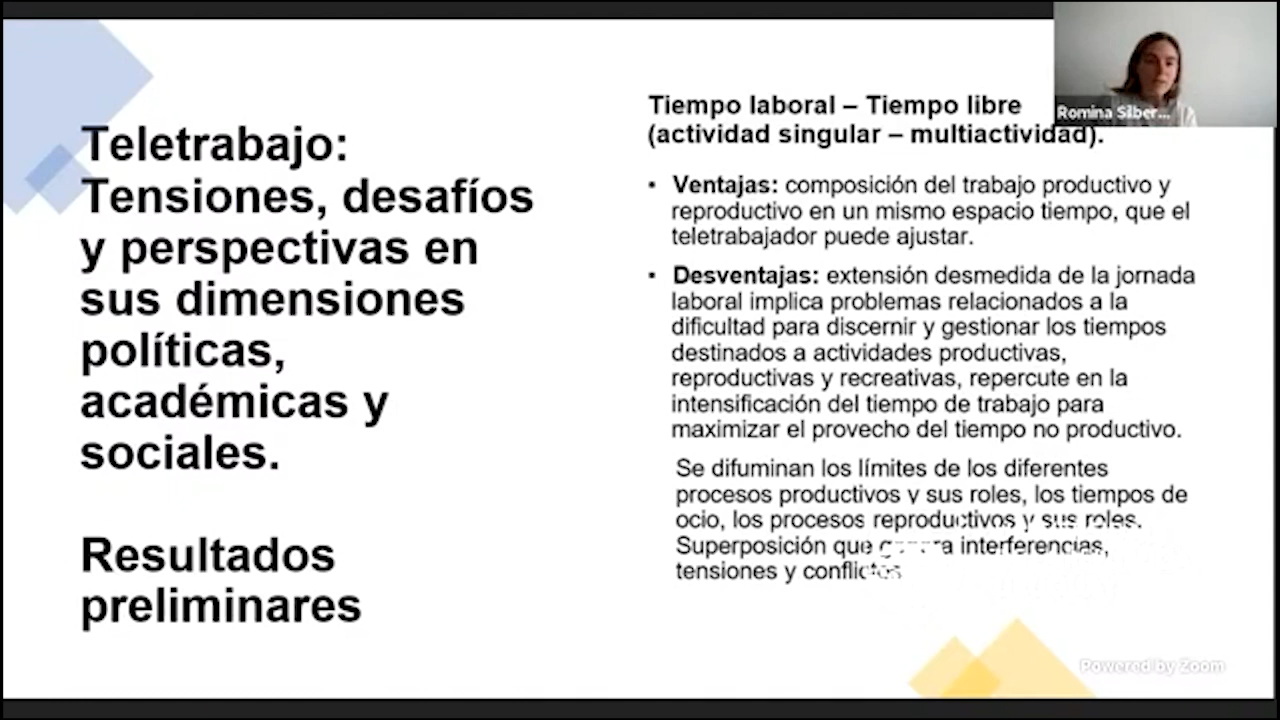 Teletrabajo:
Tensiones, desafíos
y perspectivas en
sus dimensiones
políticas,
académicas y
sociales.
Resultados
preliminares
Tiempo laboral – Tiempo libre
(actividad singular – multiactividad).
• Ventajas: composición del trabajo productivo y
reproductivo en un mismo espacio tiempo, que el
teletrabajador puede ajustar.
• Desventajas: extensión desmedida de la jornada
laboral implica problemas relacionados a la
dificultad para discernir y gestionar los tiempos
destinados a actividades productivas,
reproductivas y recreativas, repercute en la
intensificación del tiempo de trabajo para
maximizar el provecho del tiempo no productivo.
Se difuminan los límites de los diferentes
procesos productivos y sus roles, los tiempos de
ocio, los procesos reproductivos y sus roles.
Superposición que genera interferencias,
tensiones y conflictos
Romina Silber...
Powered by Zoom